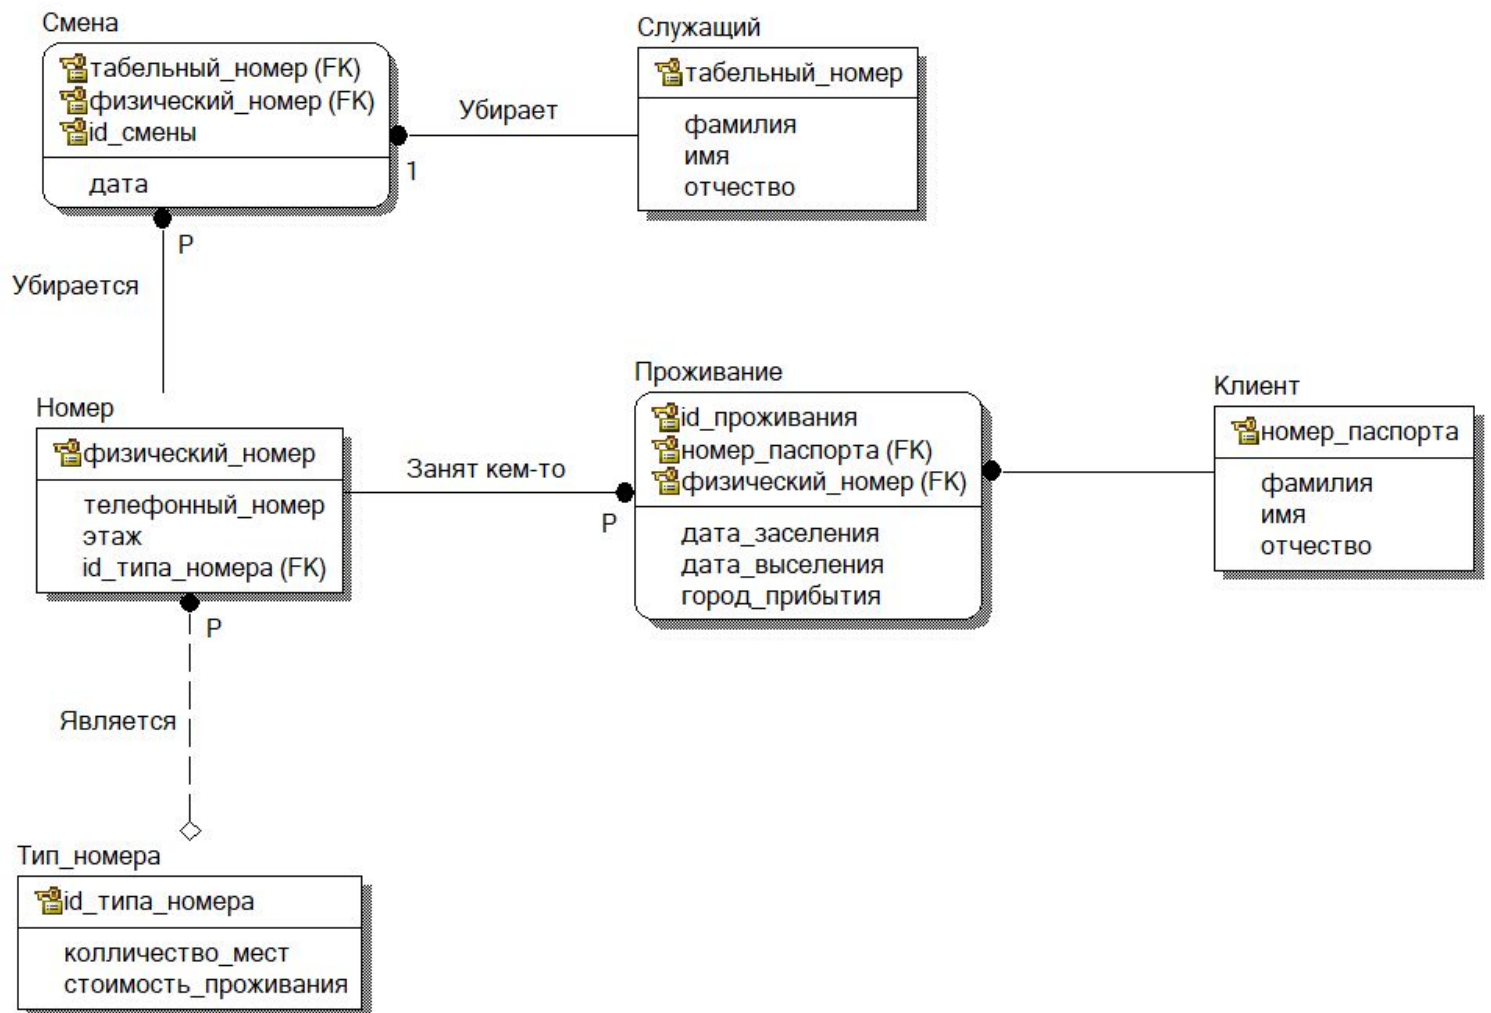 Смена
табельный_номер (FK)
физический_номер (FK)
id_смены
дата
Убирает
1
Служащий
табельный_номер
фамилия
имя
отчество
P
Убирается
Номер
физический_номер
телефонный_номер
этаж
id_типа_номера (FK)
Занят кем-то
P
Проживание
id_проживания
номер_паспорта (FK)
физический_номер (FK)
дата_заселения
дата_выселения
город_прибытия
Клиент
номер_паспорта
фамилия
имя
отчество
P
Является
Тип_номера
id_типа_номера
колличество_мест
стоимость_проживания